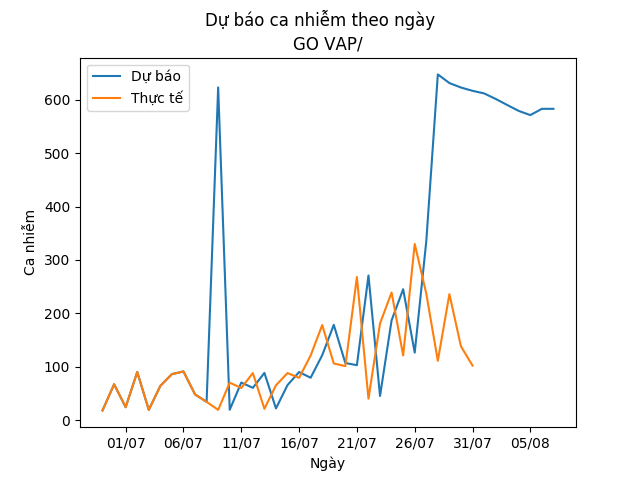 Dự báo ca nhiễm theo ngày
GO VAP/
Dự báo
Thực tế
Ca nhiễm
600
500
400
300
200
100
0
01/07 06/07 11/07 16/07 21/07 26/07 31/07 05/08
Ngày